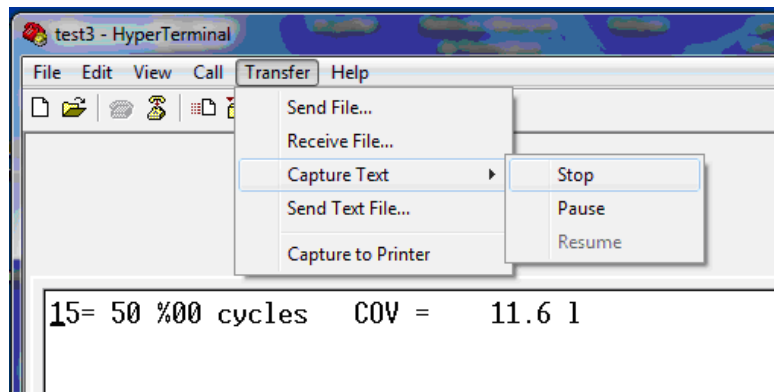 test3 - HyperTerminal
File Edit View Call Transfer Help
Send File...
Receive File...
Capture Text
Stop
Send Text File...
Pause
Resume
Capture to Printer
15= 50 %00 cycles COV = 11.6 l